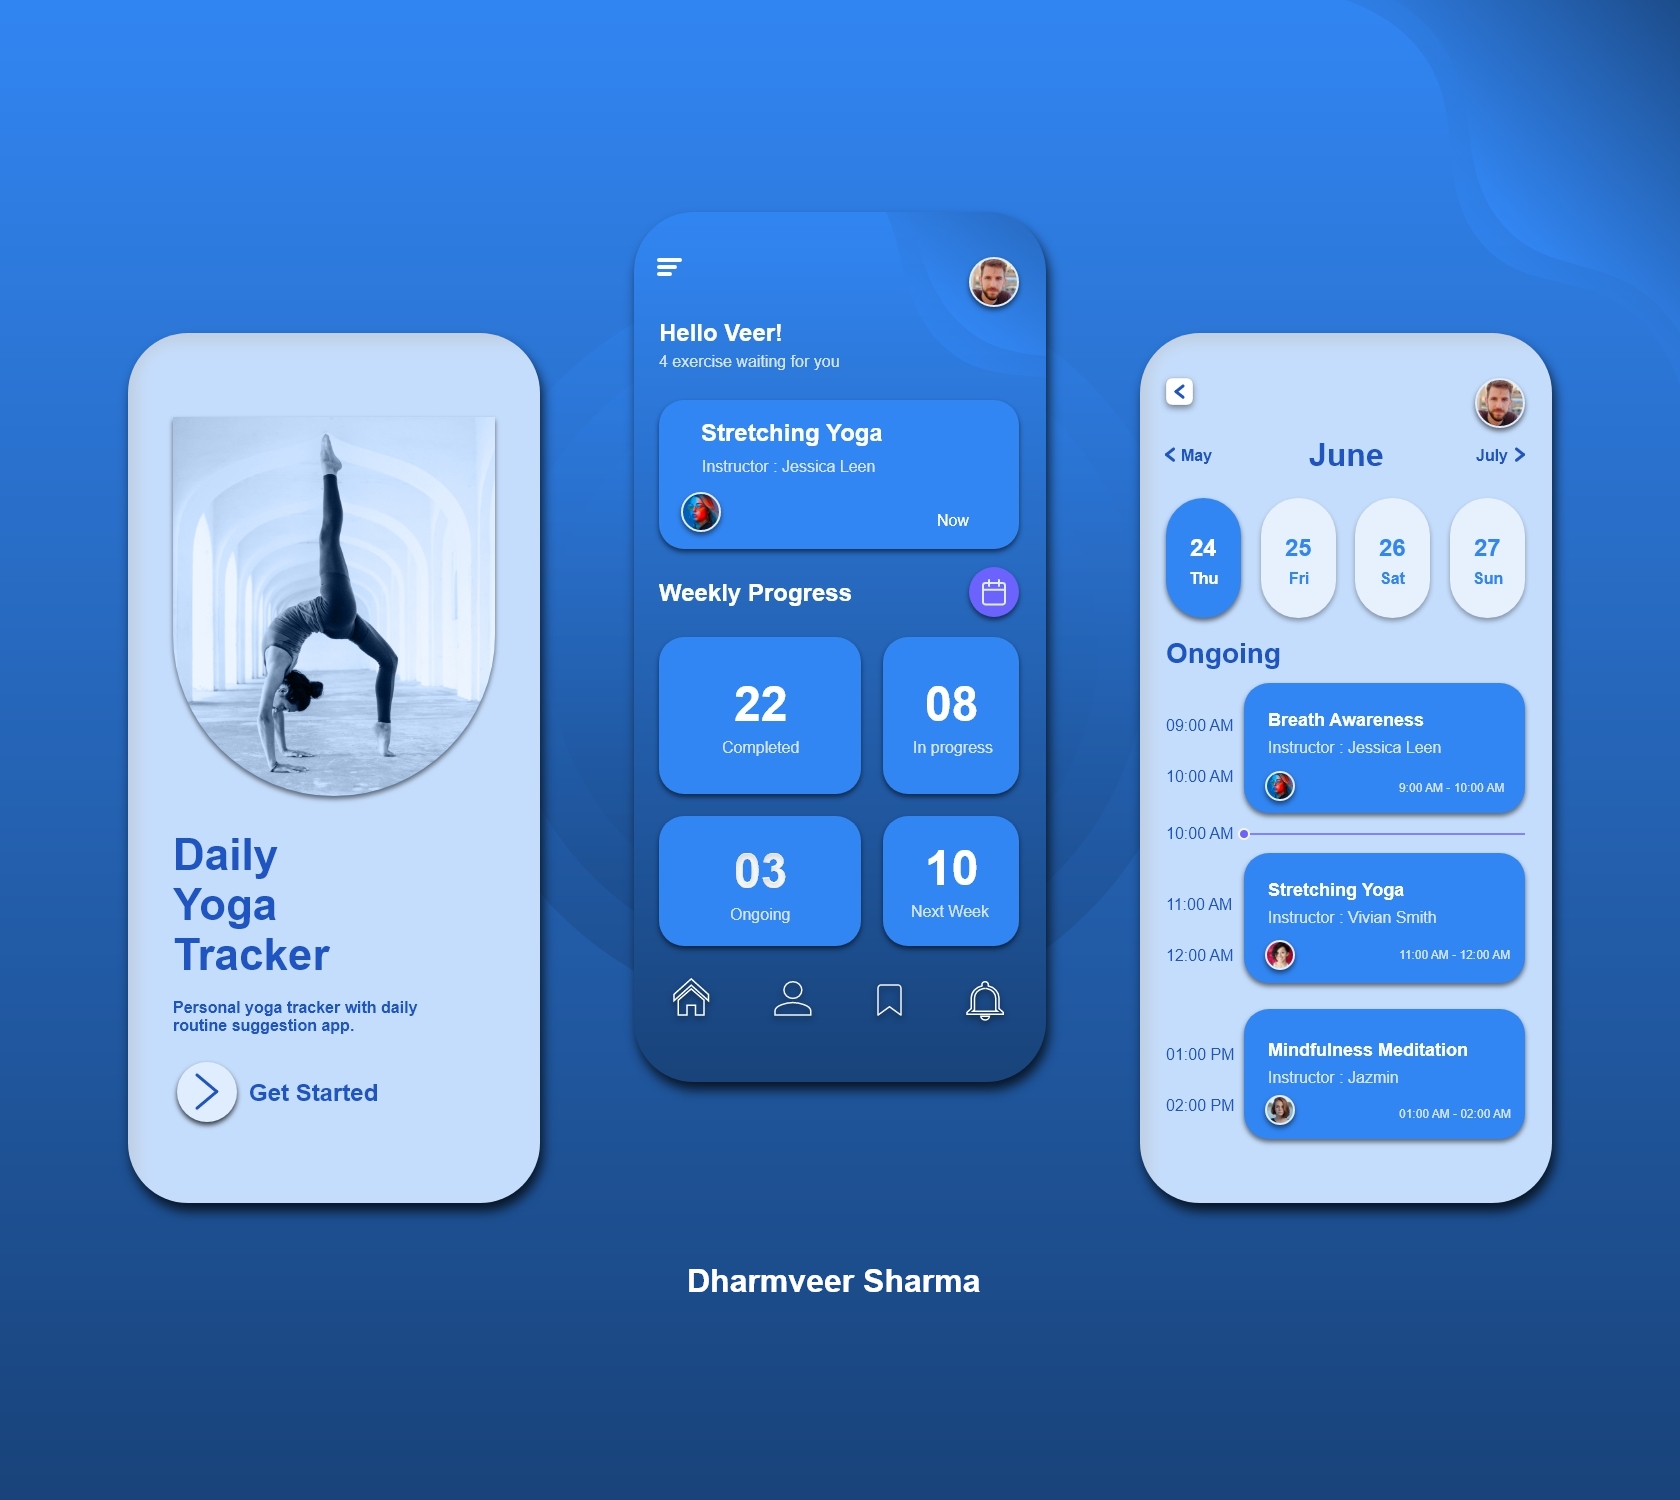 Daily
Yoga
Tracker
Personal yoga tracker with daily
routine suggestion app.
Get Started
Hello Veer!
4 exercise waiting for you
Stretching Yoga
Instructor : Jessica Leen
Now
Weekly Progress
22
Completed
08
In progress
03
Ongoing
10
Next Week
May
June
July
24
Thu
25
Fri
26
Sat
27
Sun
Ongoing
09:00 AM
10:00 AM
Breath Awareness
Instructor : Jessica Leen
9:00 AM - 10:00 AM
10:00 AM
11:00 AM
12:00 AM
Stretching Yoga
Instructor : Vivian Smith
11:00 AM - 12:00 AM
01:00 PM
02:00 PM
Mindfulness Meditation
Instructor : Jazmin
01:00 AM - 02:00 AM
Dharmveer Sharma